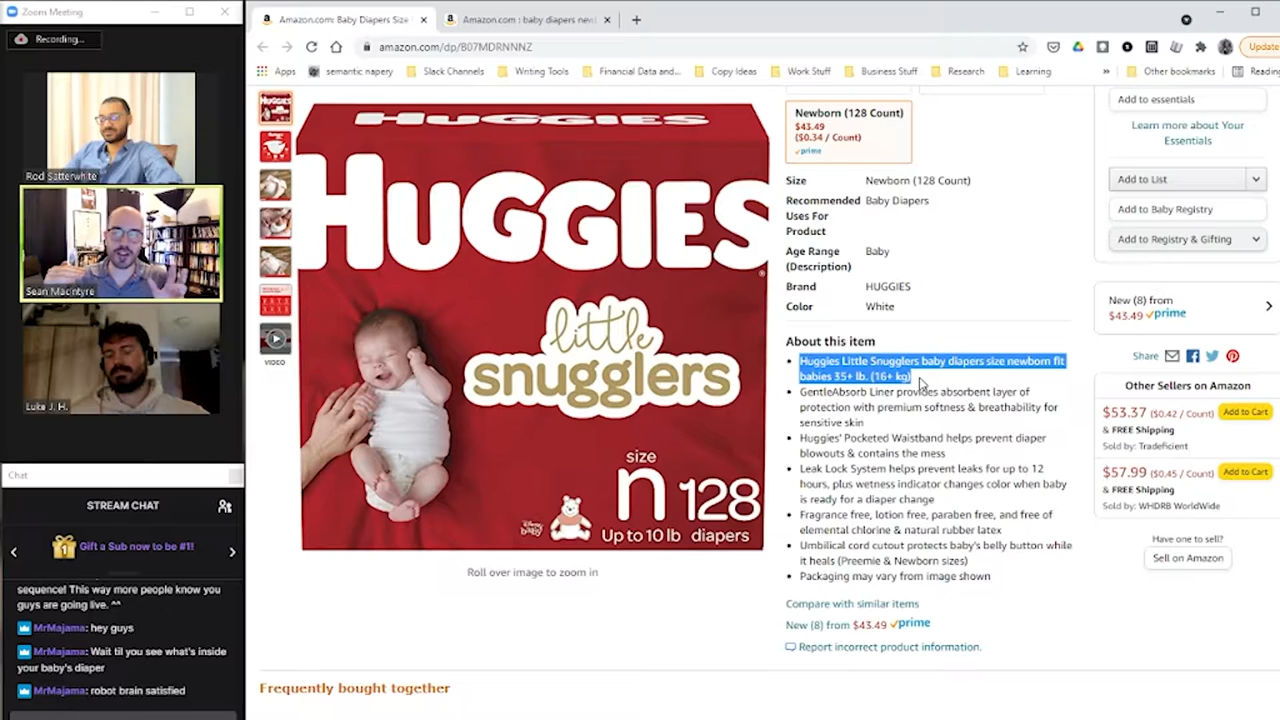 Zoom Meeting
Recording...
Rod Satterwhite
Sean Macintyre
Luke J. H.
Chat
STREAM CHAT
Gift a Sub now to be #1!
sequence! This way more people know you
guys are going live. ^^
MrMajama: hey guys
MrMajama: Wait til you see what's inside
your baby's diaper
MrMajama: robot brain satisfied
Amazon.com: Baby Diapers Size
Amazon.com : baby diapers new
amazon.com/dp/B07MDRNNNZ
Update
Apps
semantic napery
Slack Channels
Writing Tools
Financial Data and...
Copy Ideas
Work Stuff
Business Stuff
Research
Learning
»
Other bookmarks
Reading
VIDEO
HUGGIES
HUGGIES
little
snugglers
size
n 128
Up to 10 lb diapers
Disney
baby
Roll over image to zoom in
Newborn (128 Count)
$43.49
($0.34 / Count)
prime
Size Newborn (128 Count)
Recommended Baby Diapers
Uses For
Product
Age Range Baby
(Description)
Brand HUGGIES
Color White
About this item
• Huggies Little Snugglers baby diapers size newborn fit
babies 35+ lb. (16+ kg)
• GentleAbsorb Liner provides absorbent layer of
protection with premium softness & breathability for
sensitive skin
• Huggies' Pocketed Waistband helps prevent diaper
blowouts & contains the mess
• Leak Lock System helps prevent leaks for up to 12
hours, plus wetness indicator changes color when baby
is ready for a diaper change
• Fragrance free, lotion free, paraben free, and free of
elemental chlorine & natural rubber latex
• Umbilical cord cutout protects baby's belly button while
it heals (Preemie & Newborn sizes)
• Packaging may vary from image shown
Compare with similar items
New (8) from $43.49 prime
Report incorrect product information.
Add to essentials
Learn more about Your
Essentials
Add to List
Add to Baby Registry
Add to Registry & Gifting
New (8) from
$43.49 prime
Share
Other Sellers on Amazon
$53.37 ($0.42 / Count) Add to Cart
& FREE Shipping
Sold by: Tradeficient
$57.99 ($0.45 / Count) Add to Cart
& FREE Shipping
Sold by: WHDRB WorldWide
Have one to sell?
Sell on Amazon
Frequently bought together